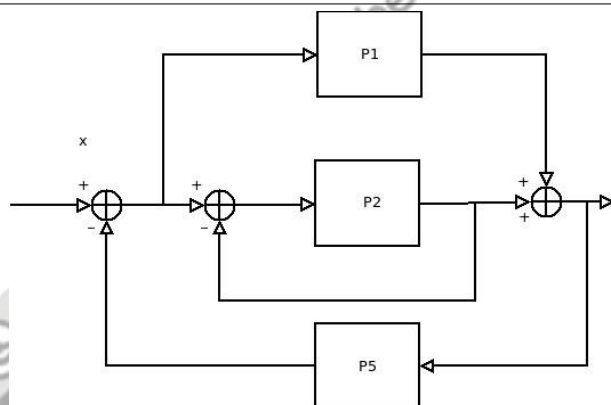 P1
x
+
+
+
P2
+
–
–
P5